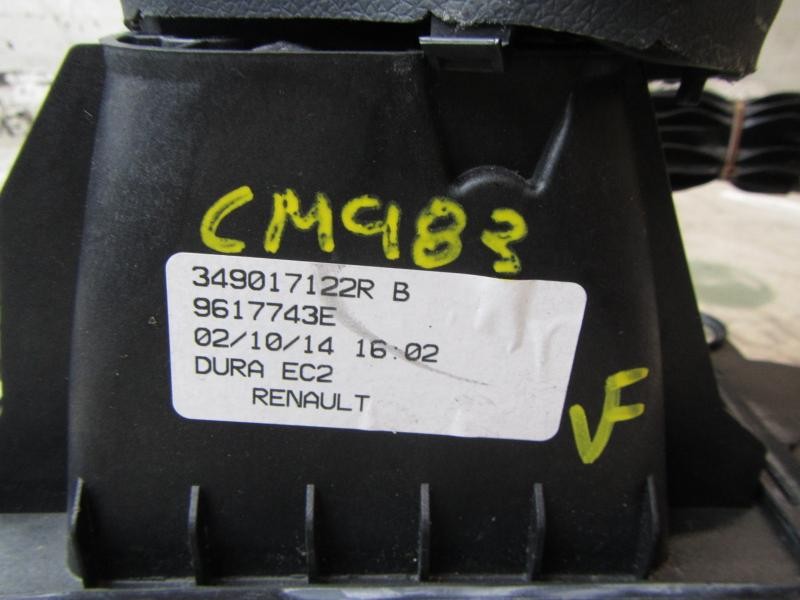 CM983
349017122R B
9617743E
02/10/14 16:02
DURA EC2
RENAULT
VF